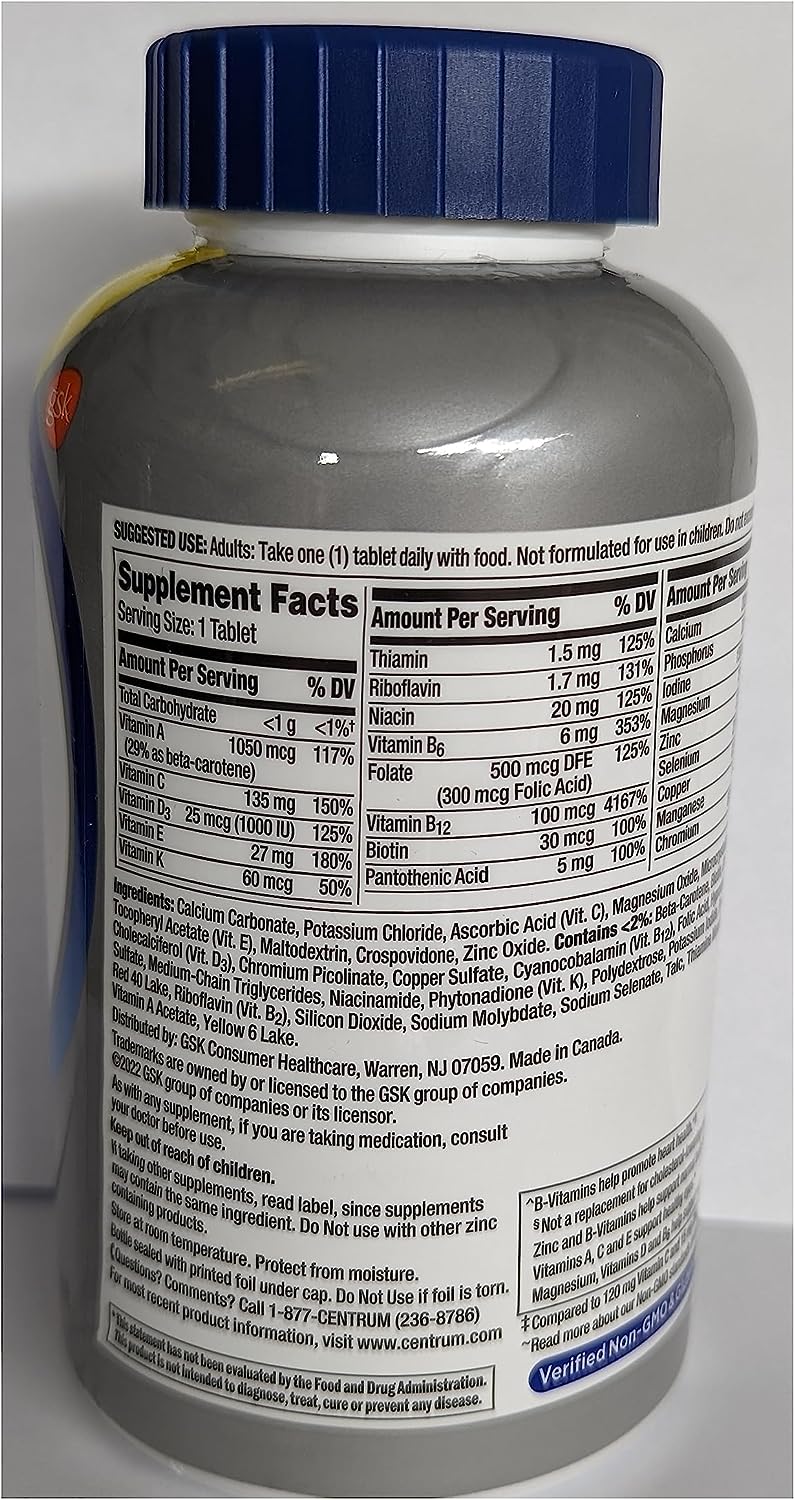 gsk
SUGGESTED USE: Adults: Take one (1) tablet daily with food. Not formulated for use in children. Do not
Supplement Facts
Serving Size: 1 Tablet
Amount Per Serving % DV
Total Carbohydrate <1 g <1%†
Vitamin A 1050 mcg 117%
(29% as beta-carotene)
Vitamin C 135 mg 150%
Vitamin D3 25 mcg (1000 IU) 125%
Vitamin E 27 mg 180%
Vitamin K 60 mcg 50%
Amount Per Serving % DV
Thiamin 1.5 mg 125%
Riboflavin 1.7 mg 131%
Niacin 20 mg 125%
Vitamin B6 6 mg 353%
Folate 500 mcg DFE 125%
(300 mcg Folic Acid)
Vitamin B12 100 mcg 4167%
Biotin 30 mcg 100%
Pantothenic Acid 5 mg 100%
Amount Per
Calcium
Phosphorus
Iodine
Magnesium
Zinc
Selenium
Copper
Manganese
Chromium
Ingredients: Calcium Carbonate, Potassium Chloride, Ascorbic Acid (Vit. C), Magnesium Oxide,
Tocopheryl Acetate (Vit. E), Maltodextrin, Crospovidone, Zinc Oxide. Contains <2%: Beta-Carotene,
Cholecalciferol (Vit. D3), Chromium Picolinate, Copper Sulfate, Cyanocobalamin (Vit. B12), Folic Acid,
Sulfate, Medium-Chain Triglycerides, Niacinamide, Phytonadione (Vit. K), Polydextrose, Potassium
Red 40 Lake, Riboflavin (Vit. B2), Silicon Dioxide, Sodium Molybdate, Sodium Selenate, Talc,
Vitamin A Acetate, Yellow 6 Lake.
Distributed by: GSK Consumer Healthcare, Warren, NJ 07059. Made in Canada.
Trademarks are owned by or licensed to the GSK group of companies.
©2022 GSK group of companies or its licensor.
As with any supplement, if you are taking medication, consult
your doctor before use.
Keep out of reach of children.
If taking other supplements, read label, since supplements
may contain the same ingredient. Do Not use with other zinc
containing products.
Store at room temperature. Protect from moisture.
Bottle sealed with printed foil under cap. Do Not Use if foil is torn.
Questions? Comments? Call 1-877-CENTRUM (236-8786)
For most recent product information, visit www.centrum.com
*This statement has not been evaluated by the Food and Drug Administration.
This product is not intended to diagnose, treat, cure or prevent any disease.
^B-Vitamins help promote heart health.
§Not a replacement for
Zinc and B-Vitamins help support
Vitamins A, C and E support
Magnesium, Vitamins D and B6 help
‡Compared to 120 mg Vitamin C
~Read more about our Non-GMO
Verified Non-GMO &